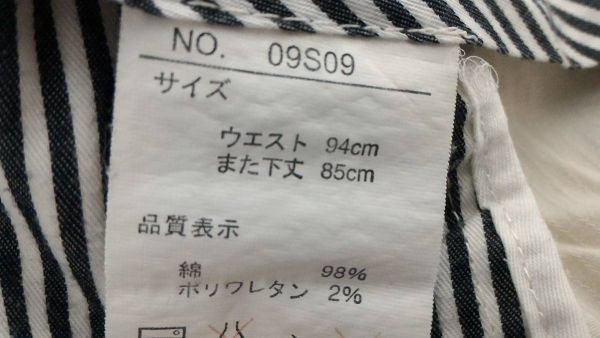 NO. 09S09
サイズ
ウエスト 94cm
また下丈 85cm
品質表示
綿 98%
ポリウレタン 2%